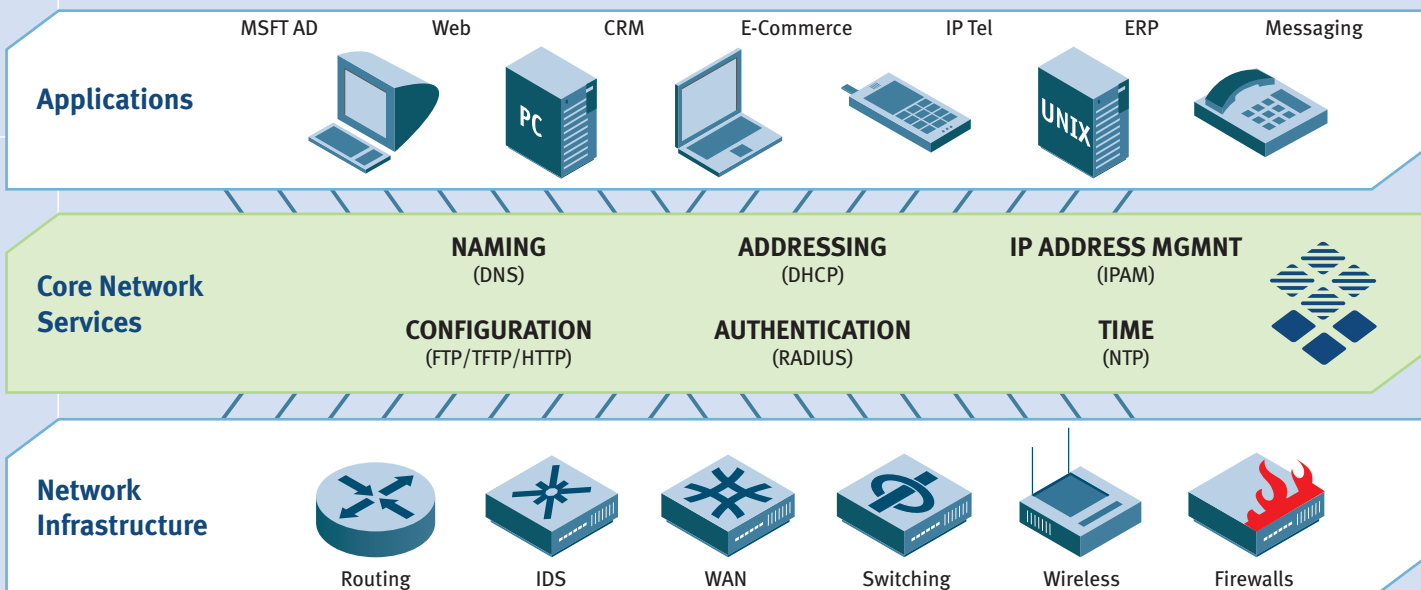 MSFT AD Web CRM E-Commerce IP Tel ERP Messaging
Applications
PC
UNIX
Core Network
Services
NAMING ADDRESSING IP ADDRESS MGMNT
(DNS) (DHCP) (IPAM)
CONFIGURATION AUTHENTICATION TIME
(FTP/TFTP/HTTP) (RADIUS) (NTP)
Network
Infrastructure
Routing IDS WAN Switching Wireless Firewalls